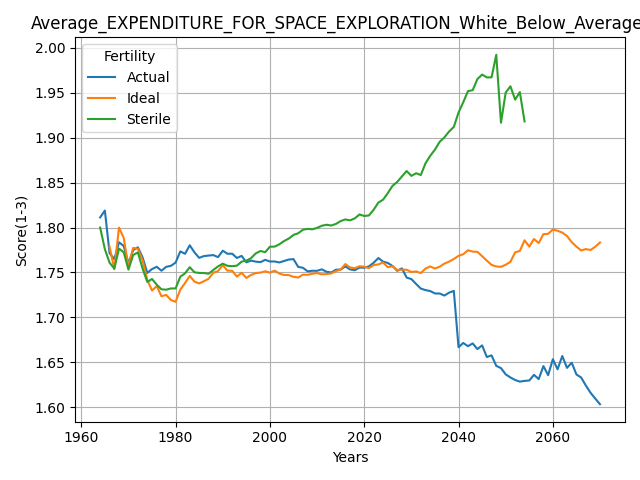 Average_EXPENDITURE_FOR_SPACE_EXPLORATION_White_Below_Average
Fertility
Actual
Ideal
Sterile
Score(1-3)
2.00
1.95
1.90
1.85
1.80
1.75
1.70
1.65
1.60
1960 1980 2000 2020 2040 2060
Years